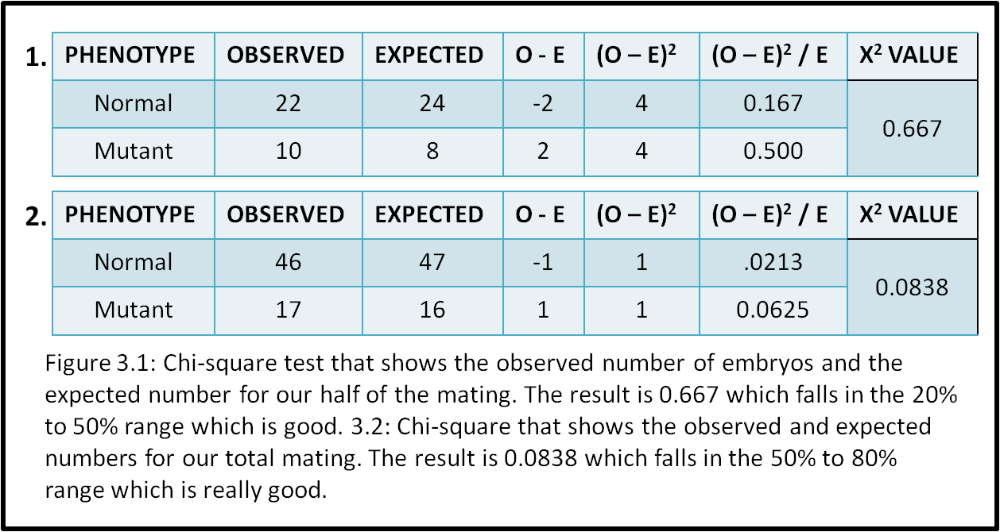 1. PHENOTYPE OBSERVED EXPECTED O - E (O – E)² (O – E)² / E X² VALUE
Normal 22 24 -2 4 0.167 0.667
Mutant 10 8 2 4 0.500
2. PHENOTYPE OBSERVED EXPECTED O - E (O – E)² (O – E)² / E X² VALUE
Normal 46 47 -1 1 .0213 0.0838
Mutant 17 16 1 1 0.0625
Figure 3.1: Chi-square test that shows the observed number of embryos and the
expected number for our half of the mating. The result is 0.667 which falls in the 20%
to 50% range which is good. 3.2: Chi-square that shows the observed and expected
numbers for our total mating. The result is 0.0838 which falls in the 50% to 80%
range which is really good.